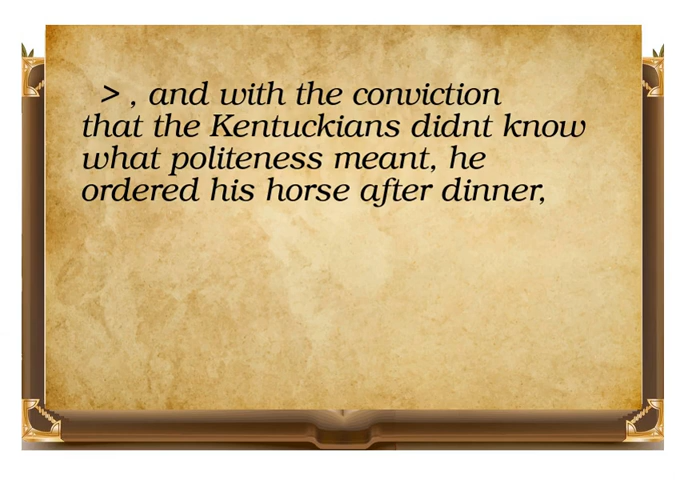 > , and with the conviction
that the Kentuckians didnt know
what politeness meant, he
ordered his horse after dinner,